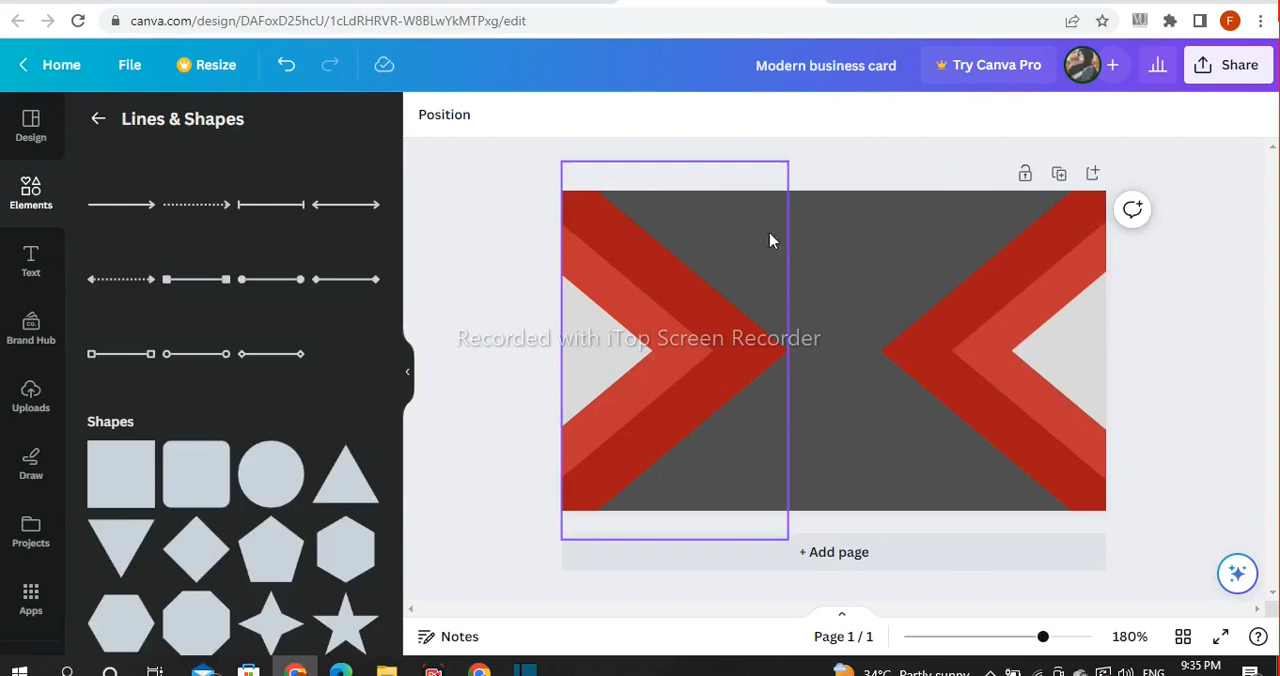 canva.com/design/DAFoxD25hcU/1cLdRHRVR-W8BLwYkMTPxg/edit
F
Home
File
Resize
Modern business card
Try Canva Pro
Share
Design
Elements
Text
Brand Hub
Uploads
Draw
Projects
Apps
Lines & Shapes
Shapes
Position
Recorded with iTop Screen Recorder
+ Add page
Notes
Page 1 / 1
180%
34°C Partly sunny
ENG
9:35 PM